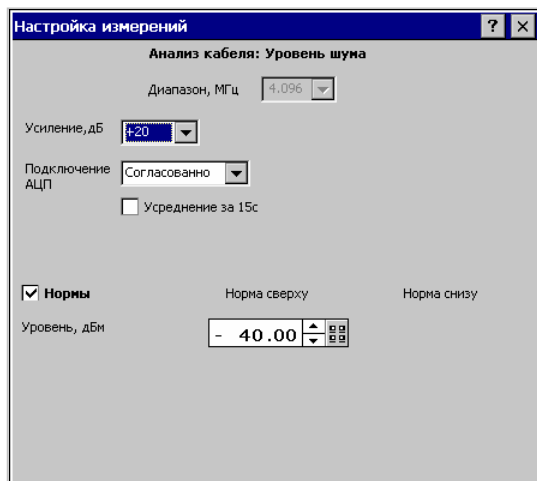 Настройка измерений ? ×
Анализ кабеля: Уровень шума
Диапазон, МГц 4.096
Усиление,дБ +20
Подключение АЦП Согласованно
Усреднение за 15с
Нормы Норма сверху Норма снизу
Уровень, дБм - 40.00